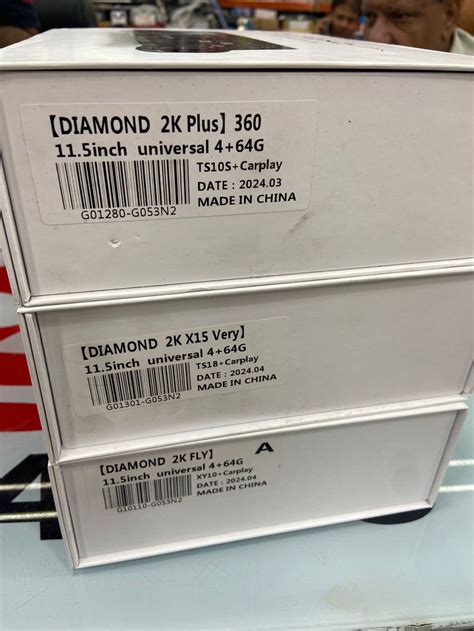 【DIAMOND 2K Plus】360
11.5inch universal 4+64G
TS10S+Carplay
DATE：2024.03
MADE IN CHINA
G01280-G053N2
【DIAMOND 2K X15 Very】
11.5inch universal 4+64G
TS18+Carplay
DATE：2024.04
MADE IN CHINA
G01301-G053N2
A
【DIAMOND 2K FLY】
11.5inch universal 4+64G
XY10+Carplay
DATE：2024.04
MADE IN CHINA
G10110-G053N2